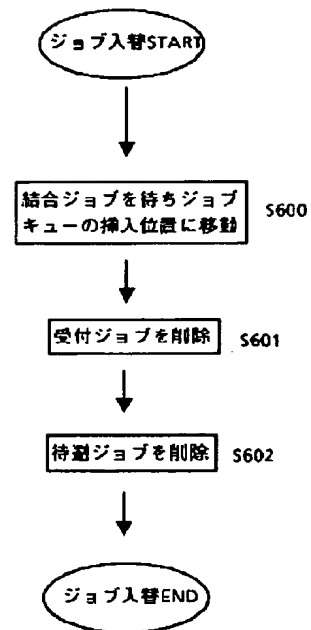 ジョブ入替START
結合ジョブを待ちジョブ
キューの挿入位置に移動
S600
受付ジョブを削除
S601
待避ジョブを削除
S602
ジョブ入替END